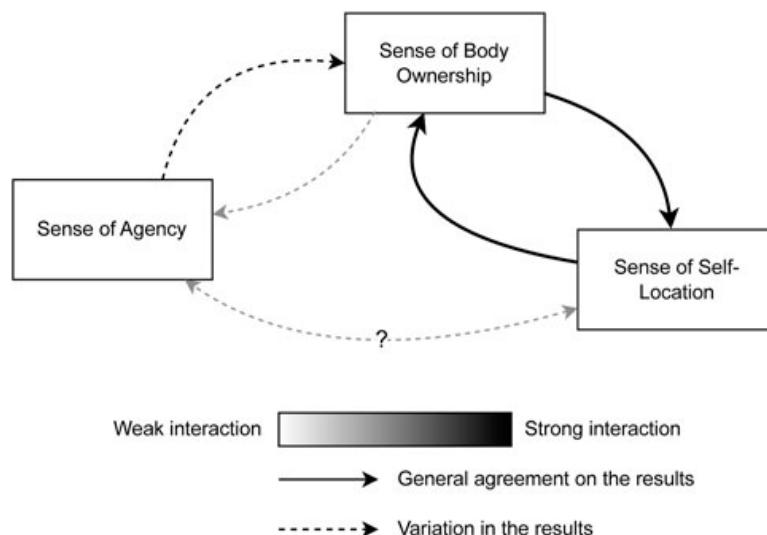 Sense of Body
Ownership
Sense of Agency
Sense of Self-
Location
?
Weak interaction
Strong interaction
General agreement on the results
Variation in the results